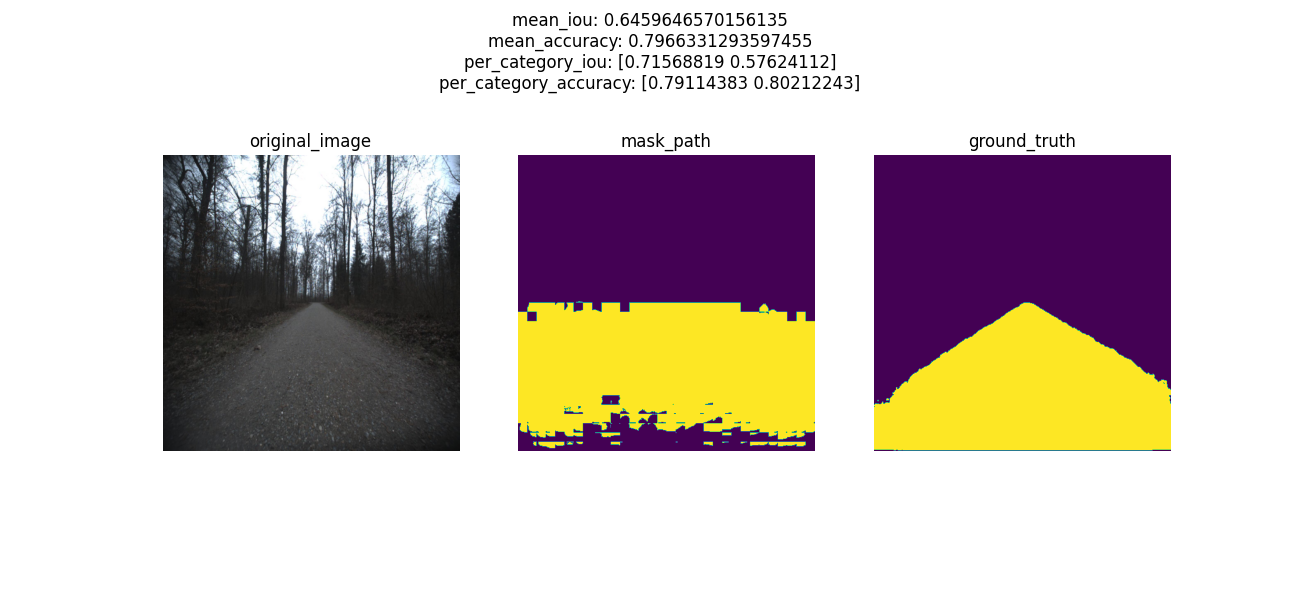 mean_iou: 0.6459646570156135
mean_accuracy: 0.7966331293597455
per_category_iou: [0.71568819 0.57624112]
per_category_accuracy: [0.79114383 0.80212243]
original_image
mask_path
ground_truth